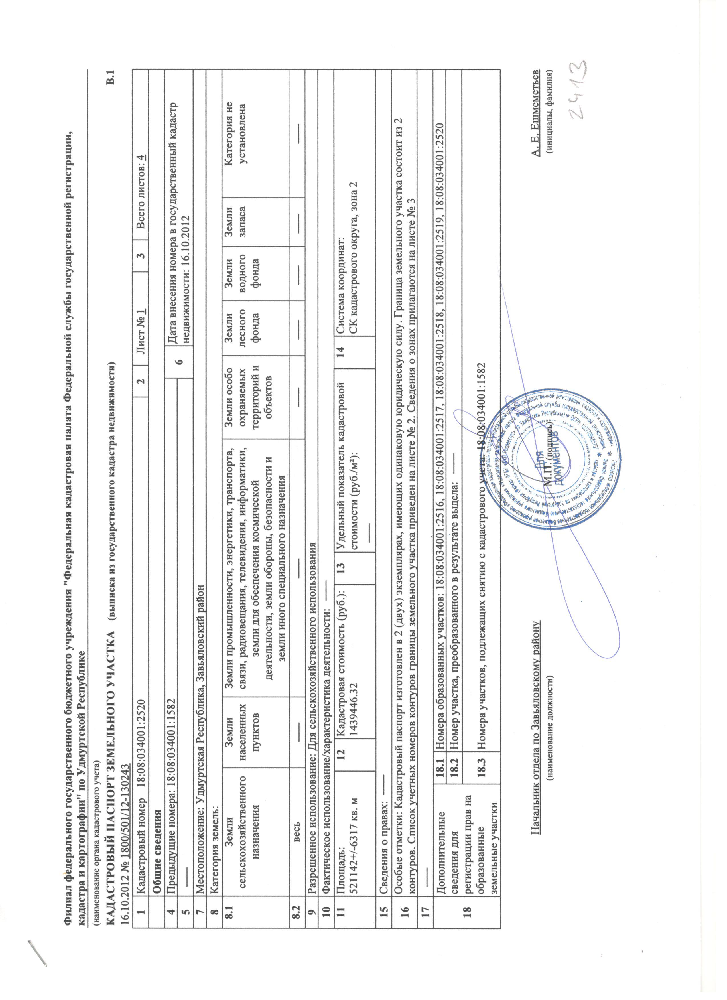 Филиал федерального государственного бюджетного учреждения "Федеральная кадастровая палата Федеральной службы государственной регистрации,
кадастра и картографии" по Удмуртской Республике
(наименование органа кадастрового учета)
КАДАСТРОВЫЙ ПАСПОРТ ЗЕМЕЛЬНОГО УЧАСТКА (выписка из государственного кадастра недвижимости) В.1
16.10.2012 № 1800/501/12-130243
1 Кадастровый номер 18:08:034001:2520 2 Лист № 1 3 Всего листов: 4
Общие сведения
4 Предыдущие номера: 18:08:034001:1582 6 Дата внесения номера в государственный кадастр
5 — недвижимости: 16.10.2012
7 Местоположение: Удмуртская Республика, Завьяловский район
8 Категория земель:
8.1 Земли Земли Земли промышленности, энергетики, транспорта, Земли особо Земли Земли Земли Категория не
сельскохозяйственного населенных связи, радиовещания, телевидения, информатики, охраняемых лесного водного запаса установлена
назначения пунктов земли для обеспечения космической территорий и фонда фонда
деятельности, земли обороны, безопасности и объектов
земли иного специального назначения
8.2 весь — — — — — — —
9 Разрешенное использование: Для сельскохозяйственного использования
10 Фактическое использование/характеристика деятельности: —
11 Площадь: 12 Кадастровая стоимость (руб.): 13 Удельный показатель кадастровой 14 Система координат:
521142+/-6317 кв. м 1439446.32 стоимости (руб./м²): СК кадастрового округа, зона 2
—
15 Сведения о правах: —
16 Особые отметки: Кадастровый паспорт изготовлен в 2 (двух) экземплярах, имеющих одинаковую юридическую силу. Граница земельного участка состоит из 2
контуров. Список учетных номеров контуров границы земельного участка приведен на листе № 2. Сведения о зонах прилагаются на листе № 3
17 —
18 Дополнительные 18.1 Номера образованных участков: 18:08:034001:2516, 18:08:034001:2517, 18:08:034001:2518, 18:08:034001:2519, 18:08:034001:2520
сведения для 18.2 Номер участка, преобразованного в результате выдела: —
регистрации прав на 18.3 Номера участков, подлежащих снятию с кадастрового учета: 18:08:034001:1582
образованные
земельные участки
Начальник отдела по Завьяловскому району М.П. (подпись) А. Е. Ешмеметьев
(наименование должности) (инициалы, фамилия)
Для
документов
2413